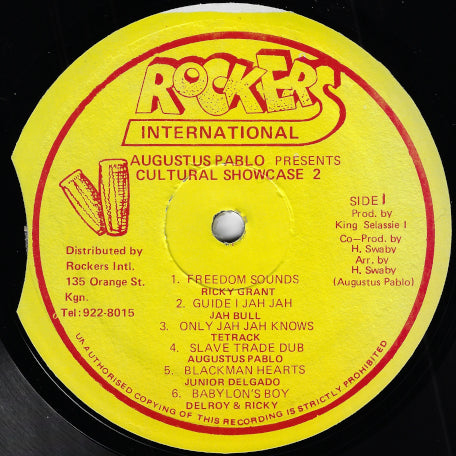 ROCKERS
INTERNATIONAL
AUGUSTUS PABLO PRESENTS
CULTURAL SHOWCASE 2
SIDE I
Prod. by
King Selassie I
Co-Prod. by
H. Swaby
Arr. by
H. Swaby
(Augustus Pablo)
Distributed by
Rockers Intl.
135 Orange St.
Kgn.
Tel: 922-8015
1. FREEDOM SOUNDS
RICKY GRANT
2. GUIDE I JAH JAH
JAH BULL
3. ONLY JAH JAH KNOWS
TETRACK
4. SLAVE TRADE DUB
AUGUSTUS PABLO
5. BLACKMAN HEARTS
JUNIOR DELGADO
6. BABYLON'S BOY
DELROY & RICKY
UNAUTHORISED COPYING OF THIS RECORDING IS STRICTLY PROHIBITED